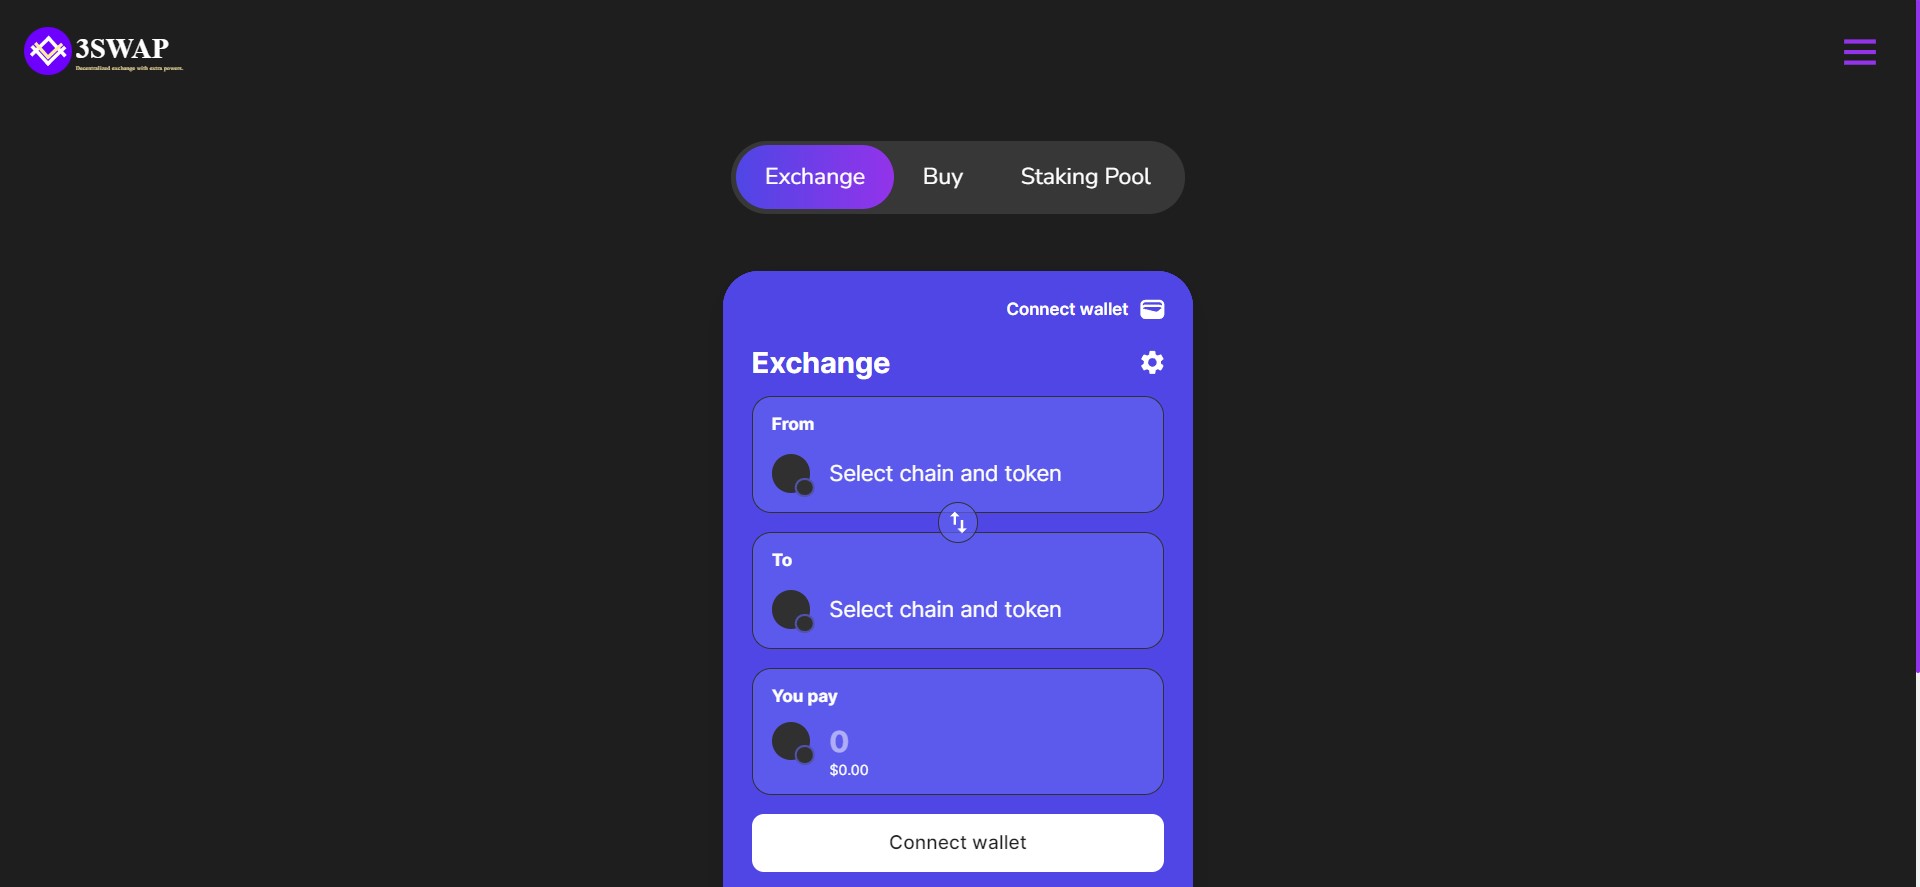 3SWAP
Decentralized exchange with extra powers.
Exchange
Buy
Staking Pool
Connect wallet
Exchange
From
Select chain and token
To
Select chain and token
You pay
0
$0.00
Connect wallet